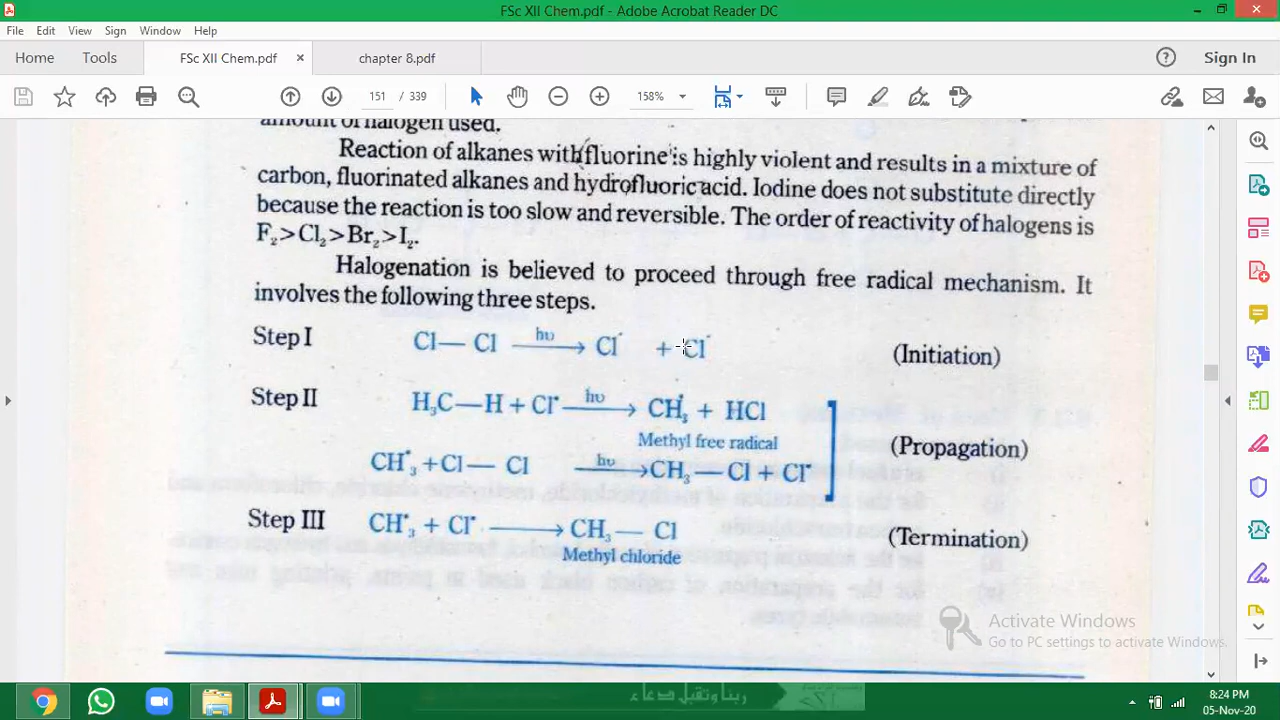 FSc XII Chem.pdf - Adobe Acrobat Reader DC
File Edit View Sign Window Help
Home Tools FSc XII Chem.pdf × chapter 8.pdf Sign In
151 / 339 158%
amount of halogen used.
Reaction of alkanes with fluorine is highly violent and results in a mixture of
carbon, fluorinated alkanes and hydrofluoric acid. Iodine does not substitute directly
because the reaction is too slow and reversible. The order of reactivity of halogens is
F₂>Cl₂>Br₂>I₂.
Halogenation is believed to proceed through free radical mechanism. It
involves the following three steps.
Step I Cl— Cl hυ → Cl˙ + Cl˙ (Initiation)
Step II H₃C—H + Cl˙ hυ → CH₃˙ + HCl
Methyl free radical
(Propagation)
CH˙₃ + Cl— Cl hυ → CH₃ — Cl + Cl˙
Step III CH˙₃ + Cl˙ → CH₃ — Cl (Termination)
Methyl chloride
Activate Windows
Go to PC settings to activate Windows.
ربنا وتقبل دعاء
8:24 PM
05-Nov-20